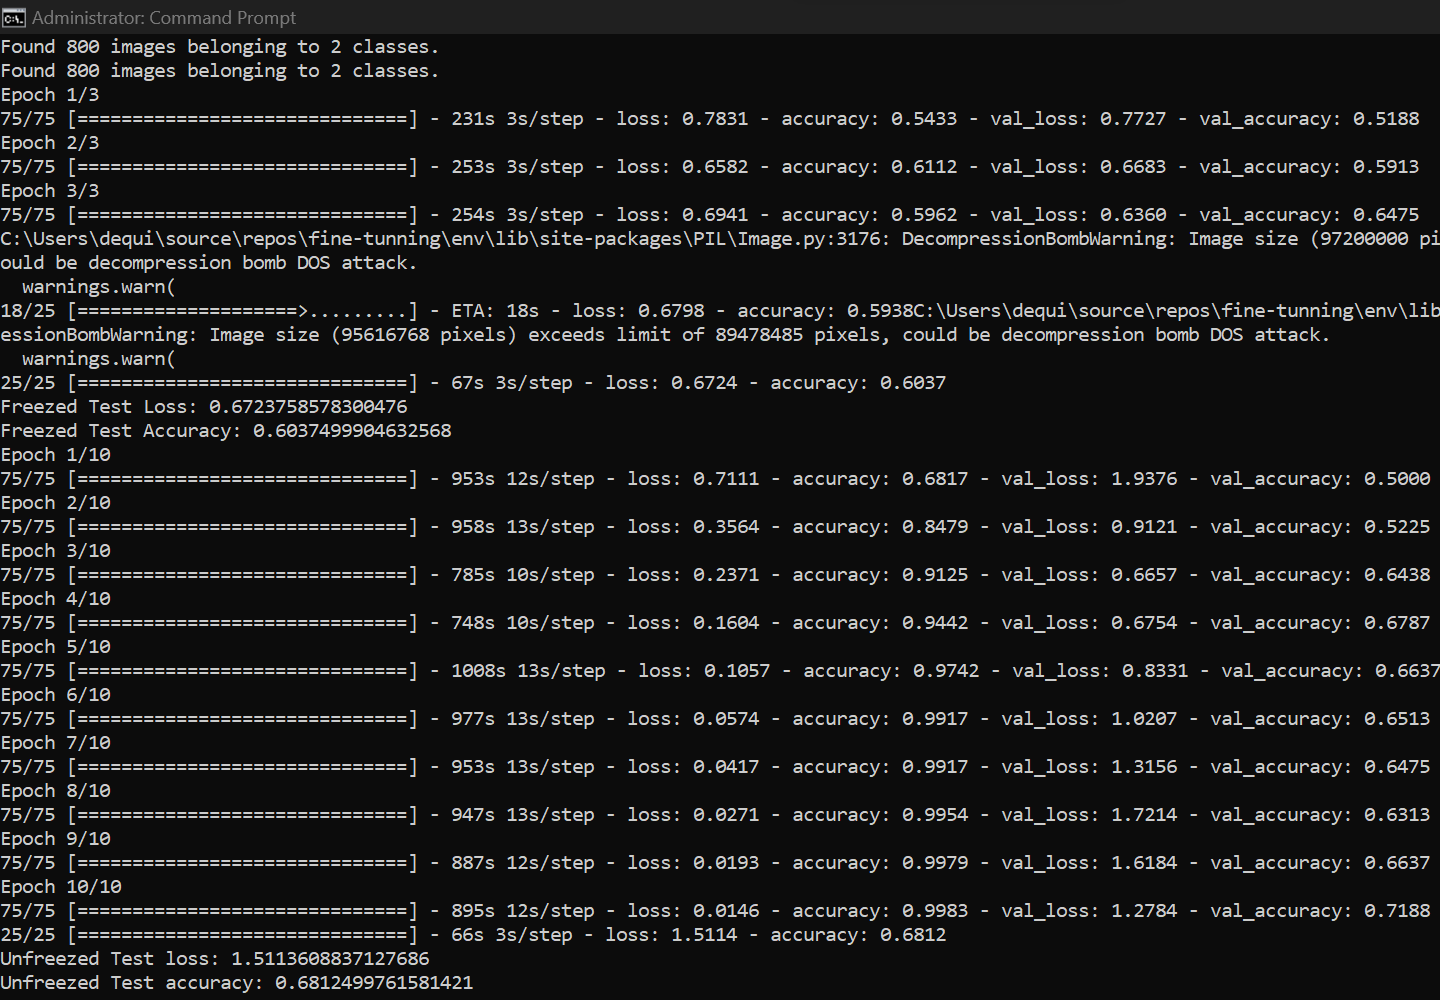 Administrator: Command Prompt
Found 800 images belonging to 2 classes.
Found 800 images belonging to 2 classes.
Epoch 1/3
75/75 [==============================] - 231s 3s/step - loss: 0.7831 - accuracy: 0.5433 - val_loss: 0.7727 - val_accuracy: 0.5188
Epoch 2/3
75/75 [==============================] - 253s 3s/step - loss: 0.6582 - accuracy: 0.6112 - val_loss: 0.6683 - val_accuracy: 0.5913
Epoch 3/3
75/75 [==============================] - 254s 3s/step - loss: 0.6941 - accuracy: 0.5962 - val_loss: 0.6360 - val_accuracy: 0.6475
C:\Users\dequi\source\repos\fine-tunning\env\lib\site-packages\PIL\Image.py:3176: DecompressionBombWarning: Image size (97200000 pi
ould be decompression bomb DOS attack.
  warnings.warn(
18/25 [====================>.........] - ETA: 18s - loss: 0.6798 - accuracy: 0.5938C:\Users\dequi\source\repos\fine-tunning\env\lib
essionBombWarning: Image size (95616768 pixels) exceeds limit of 89478485 pixels, could be decompression bomb DOS attack.
  warnings.warn(
25/25 [==============================] - 67s 3s/step - loss: 0.6724 - accuracy: 0.6037
Freezed Test Loss: 0.6723758578300476
Freezed Test Accuracy: 0.6037499904632568
Epoch 1/10
75/75 [==============================] - 953s 12s/step - loss: 0.7111 - accuracy: 0.6817 - val_loss: 1.9376 - val_accuracy: 0.5000
Epoch 2/10
75/75 [==============================] - 958s 13s/step - loss: 0.3564 - accuracy: 0.8479 - val_loss: 0.9121 - val_accuracy: 0.5225
Epoch 3/10
75/75 [==============================] - 785s 10s/step - loss: 0.2371 - accuracy: 0.9125 - val_loss: 0.6657 - val_accuracy: 0.6438
Epoch 4/10
75/75 [==============================] - 748s 10s/step - loss: 0.1604 - accuracy: 0.9442 - val_loss: 0.6754 - val_accuracy: 0.6787
Epoch 5/10
75/75 [==============================] - 1008s 13s/step - loss: 0.1057 - accuracy: 0.9742 - val_loss: 0.8331 - val_accuracy: 0.6637
Epoch 6/10
75/75 [==============================] - 977s 13s/step - loss: 0.0574 - accuracy: 0.9917 - val_loss: 1.0207 - val_accuracy: 0.6513
Epoch 7/10
75/75 [==============================] - 953s 13s/step - loss: 0.0417 - accuracy: 0.9917 - val_loss: 1.3156 - val_accuracy: 0.6475
Epoch 8/10
75/75 [==============================] - 947s 13s/step - loss: 0.0271 - accuracy: 0.9954 - val_loss: 1.7214 - val_accuracy: 0.6313
Epoch 9/10
75/75 [==============================] - 887s 12s/step - loss: 0.0193 - accuracy: 0.9979 - val_loss: 1.6184 - val_accuracy: 0.6637
Epoch 10/10
75/75 [==============================] - 895s 12s/step - loss: 0.0146 - accuracy: 0.9983 - val_loss: 1.2784 - val_accuracy: 0.7188
25/25 [==============================] - 66s 3s/step - loss: 1.5114 - accuracy: 0.6812
Unfreezed Test loss: 1.5113608837127686
Unfreezed Test accuracy: 0.6812499761581421